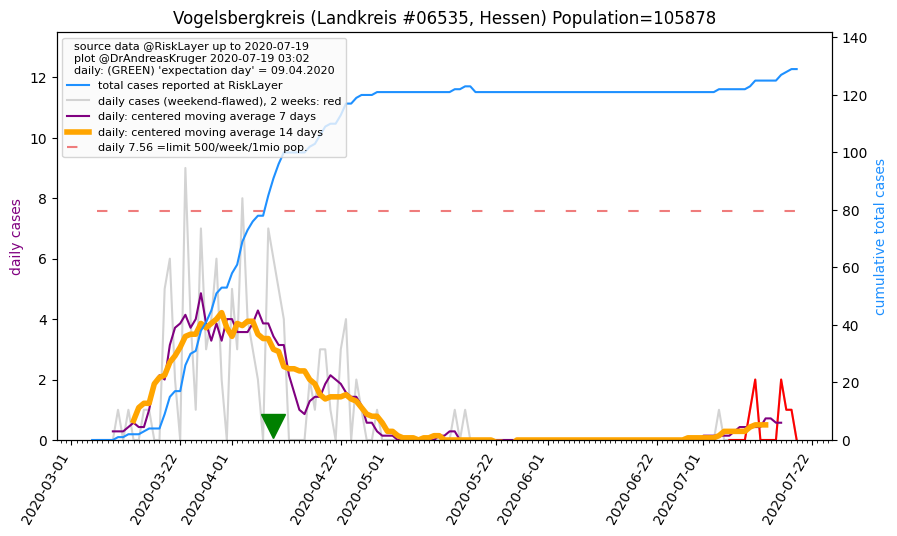 Vogelsbergkreis (Landkreis #06535, Hessen) Population=105878
source data @RiskLayer up to 2020-07-19
plot @DrAndreasKruger 2020-07-19 03:02
daily: (GREEN) 'expectation day' = 09.04.2020
total cases reported at RiskLayer
daily cases (weekend-flawed), 2 weeks: red
daily: centered moving average 7 days
daily: centered moving average 14 days
daily 7.56 =limit 500/week/1mio pop.
daily cases
0
2
4
6
8
10
12
cumulative total cases
0
20
40
60
80
100
120
140
2020-03-01
2020-03-22
2020-04-01
2020-04-22
2020-05-01
2020-05-22
2020-06-01
2020-06-22
2020-07-01
2020-07-22